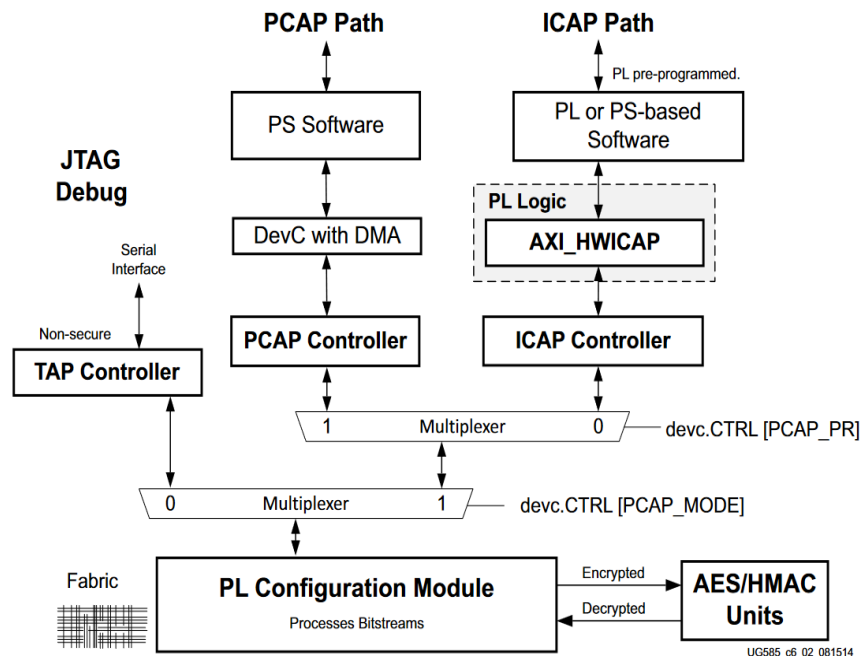 PCAP Path
ICAP Path
PL pre-programmed.
PS Software
PL or PS-based
Software
JTAG
Debug
PL Logic
DevC with DMA
AXI_HWICAP
Serial
Interface
Non-secure
TAP Controller
PCAP Controller
ICAP Controller
1 Multiplexer 0
devc.CTRL [PCAP_PR]
0 Multiplexer 1
devc.CTRL [PCAP_MODE]
Fabric
PL Configuration Module
Processes Bitstreams
Encrypted
Decrypted
AES/HMAC
Units
UG585_c6_02_081514